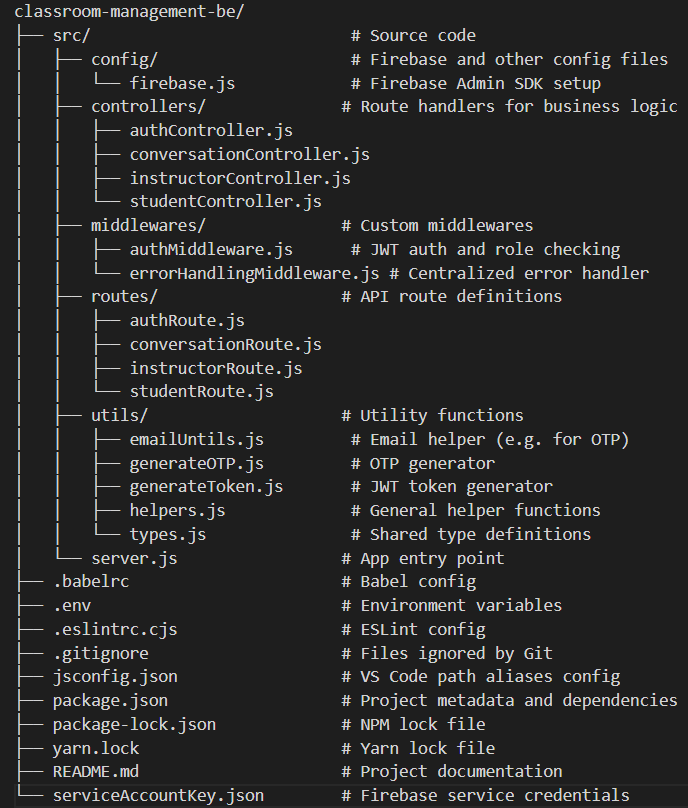 classroom-management-be/
├── src/                           # Source code
│   ├── config/                    # Firebase and other config files
│   │   └── firebase.js            # Firebase Admin SDK setup
│   ├── controllers/              # Route handlers for business logic
│   │   ├── authController.js
│   │   ├── conversationController.js
│   │   ├── instructorController.js
│   │   └── studentController.js
│   ├── middlewares/              # Custom middlewares
│   │   ├── authMiddleware.js      # JWT auth and role checking
│   │   └── errorHandlingMiddleware.js # Centralized error handler
│   ├── routes/                   # API route definitions
│   │   ├── authRoute.js
│   │   ├── conversationRoute.js
│   │   ├── instructorRoute.js
│   │   └── studentRoute.js
│   ├── utils/                    # Utility functions
│   │   ├── emailUntils.js         # Email helper (e.g. for OTP)
│   │   ├── generateOTP.js         # OTP generator
│   │   ├── generateToken.js       # JWT token generator
│   │   ├── helpers.js             # General helper functions
│   │   └── types.js               # Shared type definitions
│   └── server.js                 # App entry point
├── .babelrc                      # Babel config
├── .env                          # Environment variables
├── .eslintrc.cjs                 # ESLint config
├── .gitignore                    # Files ignored by Git
├── jsconfig.json                 # VS Code path aliases config
├── package.json                  # Project metadata and dependencies
├── package-lock.json             # NPM lock file
├── yarn.lock                     # Yarn lock file
├── README.md                     # Project documentation
└── serviceAccountKey.json        # Firebase service credentials